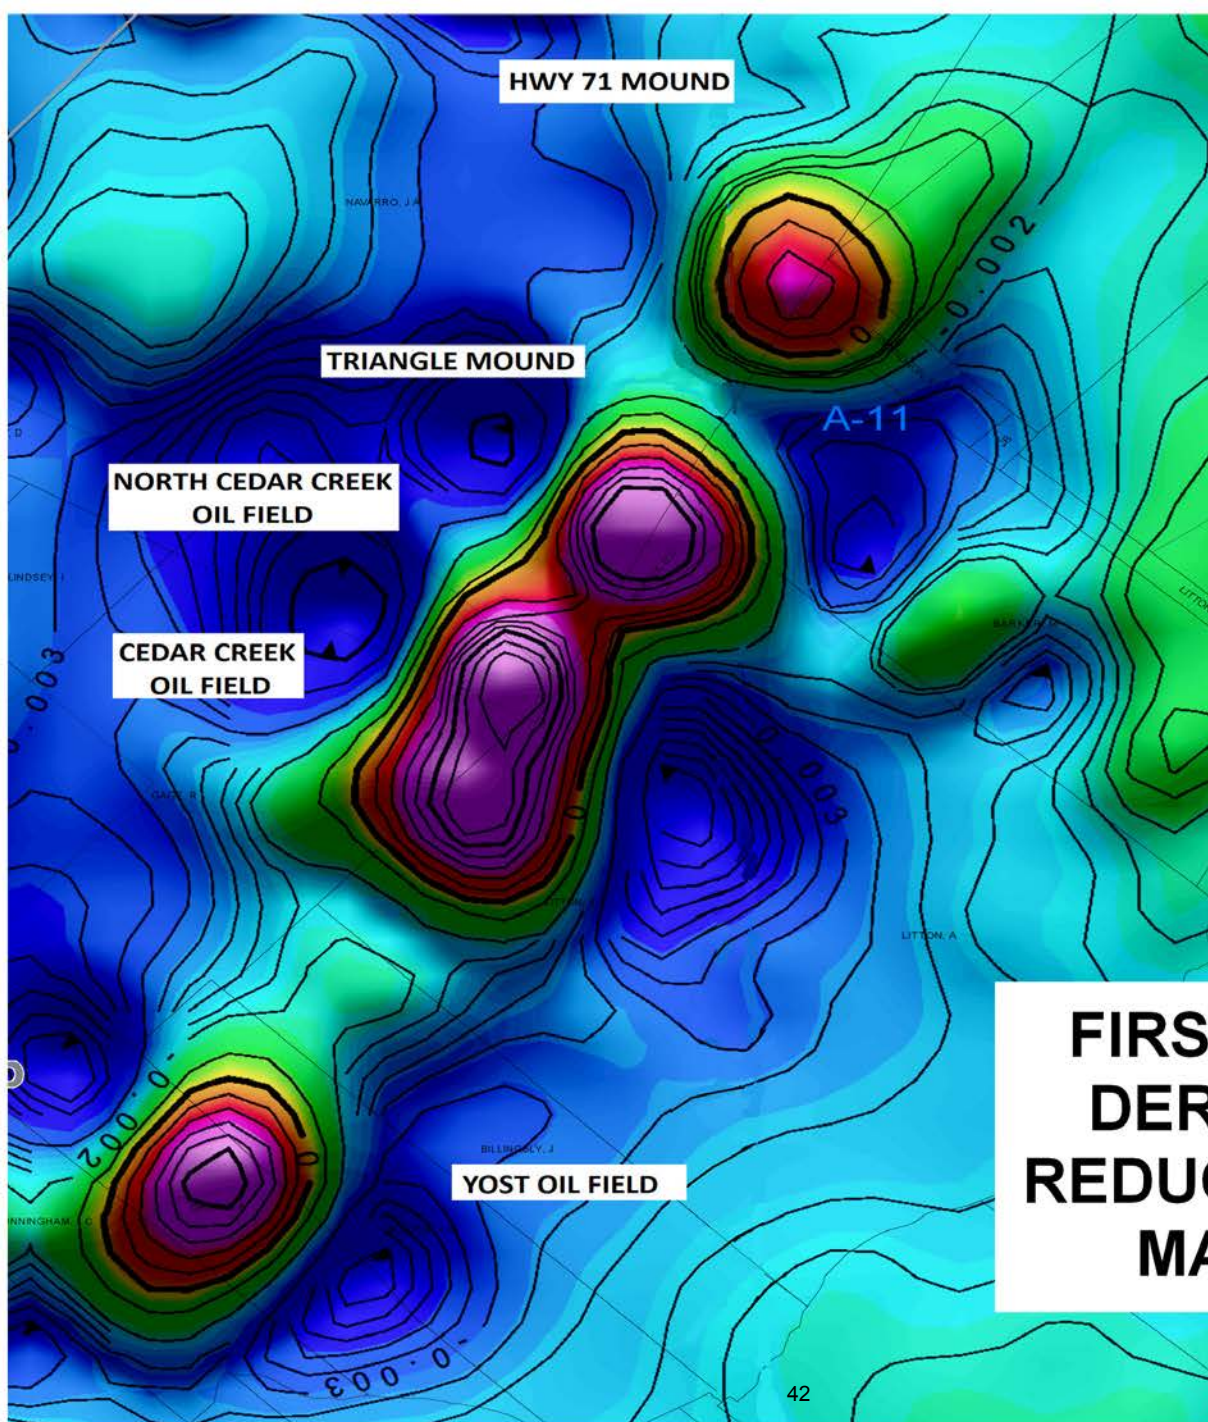 HWY 71 MOUND
NAVARRO, J A
-0.002
TRIANGLE MOUND
0
A-11
, D
NORTH CEDAR CREEK
OIL FIELD
LINDSEY, I
CEDAR CREEK
OIL FIELD
0.003
0.003
0
LITTON, A
FIRS
DER
REDU
MA
-0.002
0
BILLINGSLY, J
YOST OIL FIELD
NNINGHAM,
-0.003
42